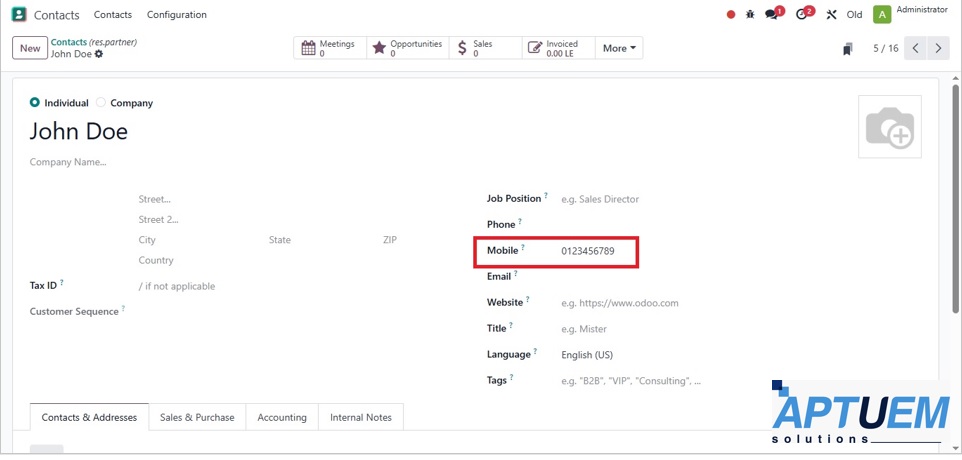 Contacts Contacts Configuration 1 2 Old A Administrator
New Contacts (res.partner) Meetings 0 Opportunities 0 $ Sales 0 Invoiced 0.00 LE More 5 / 16
John Doe
Individual Company
John Doe
Company Name...
Street... Job Position ? e.g. Sales Director
Street 2... Phone ?
City State ZIP Mobile ? 0123456789
Country Email ?
Tax ID ? / if not applicable
Website ? e.g. https://www.odoo.com
Customer Sequence ?
Title ? e.g. Mister
Language ? English (US)
Tags ? e.g. "B2B", "VIP", "Consulting", ...
Contacts & Addresses Sales & Purchase Accounting Internal Notes
APTUEM
solutions